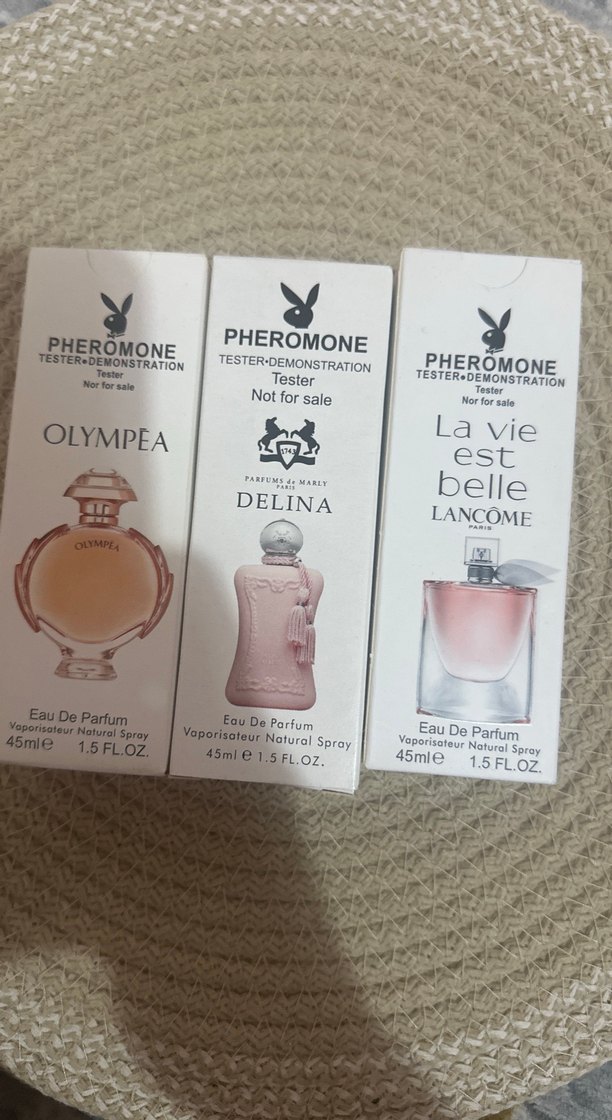 PHEROMONE
TESTER•DEMONSTRATION
Tester
Nor for sale
OLYMPĒA
OLYMPĒA
Eau De Parfum
Vaporisateur Natural Spray
45ml℮ 1.5 FL.OZ.
PHEROMONE
TESTER•DEMONSTRATION
Tester
Not for sale
1743
PARFUMS de MARLY
PARIS
DELINA
Eau De Parfum
Vaporisateur Natural Spray
45ml ℮ 1.5 FL.OZ.
PHEROMONE
TESTER•DEMONSTRATION
Tester
Nor for sale
La vie
est
belle
LANCÔME
PARIS
Eau De Parfum
Vaporisateur Natural Spray
45ml℮ 1.5 FL.OZ.